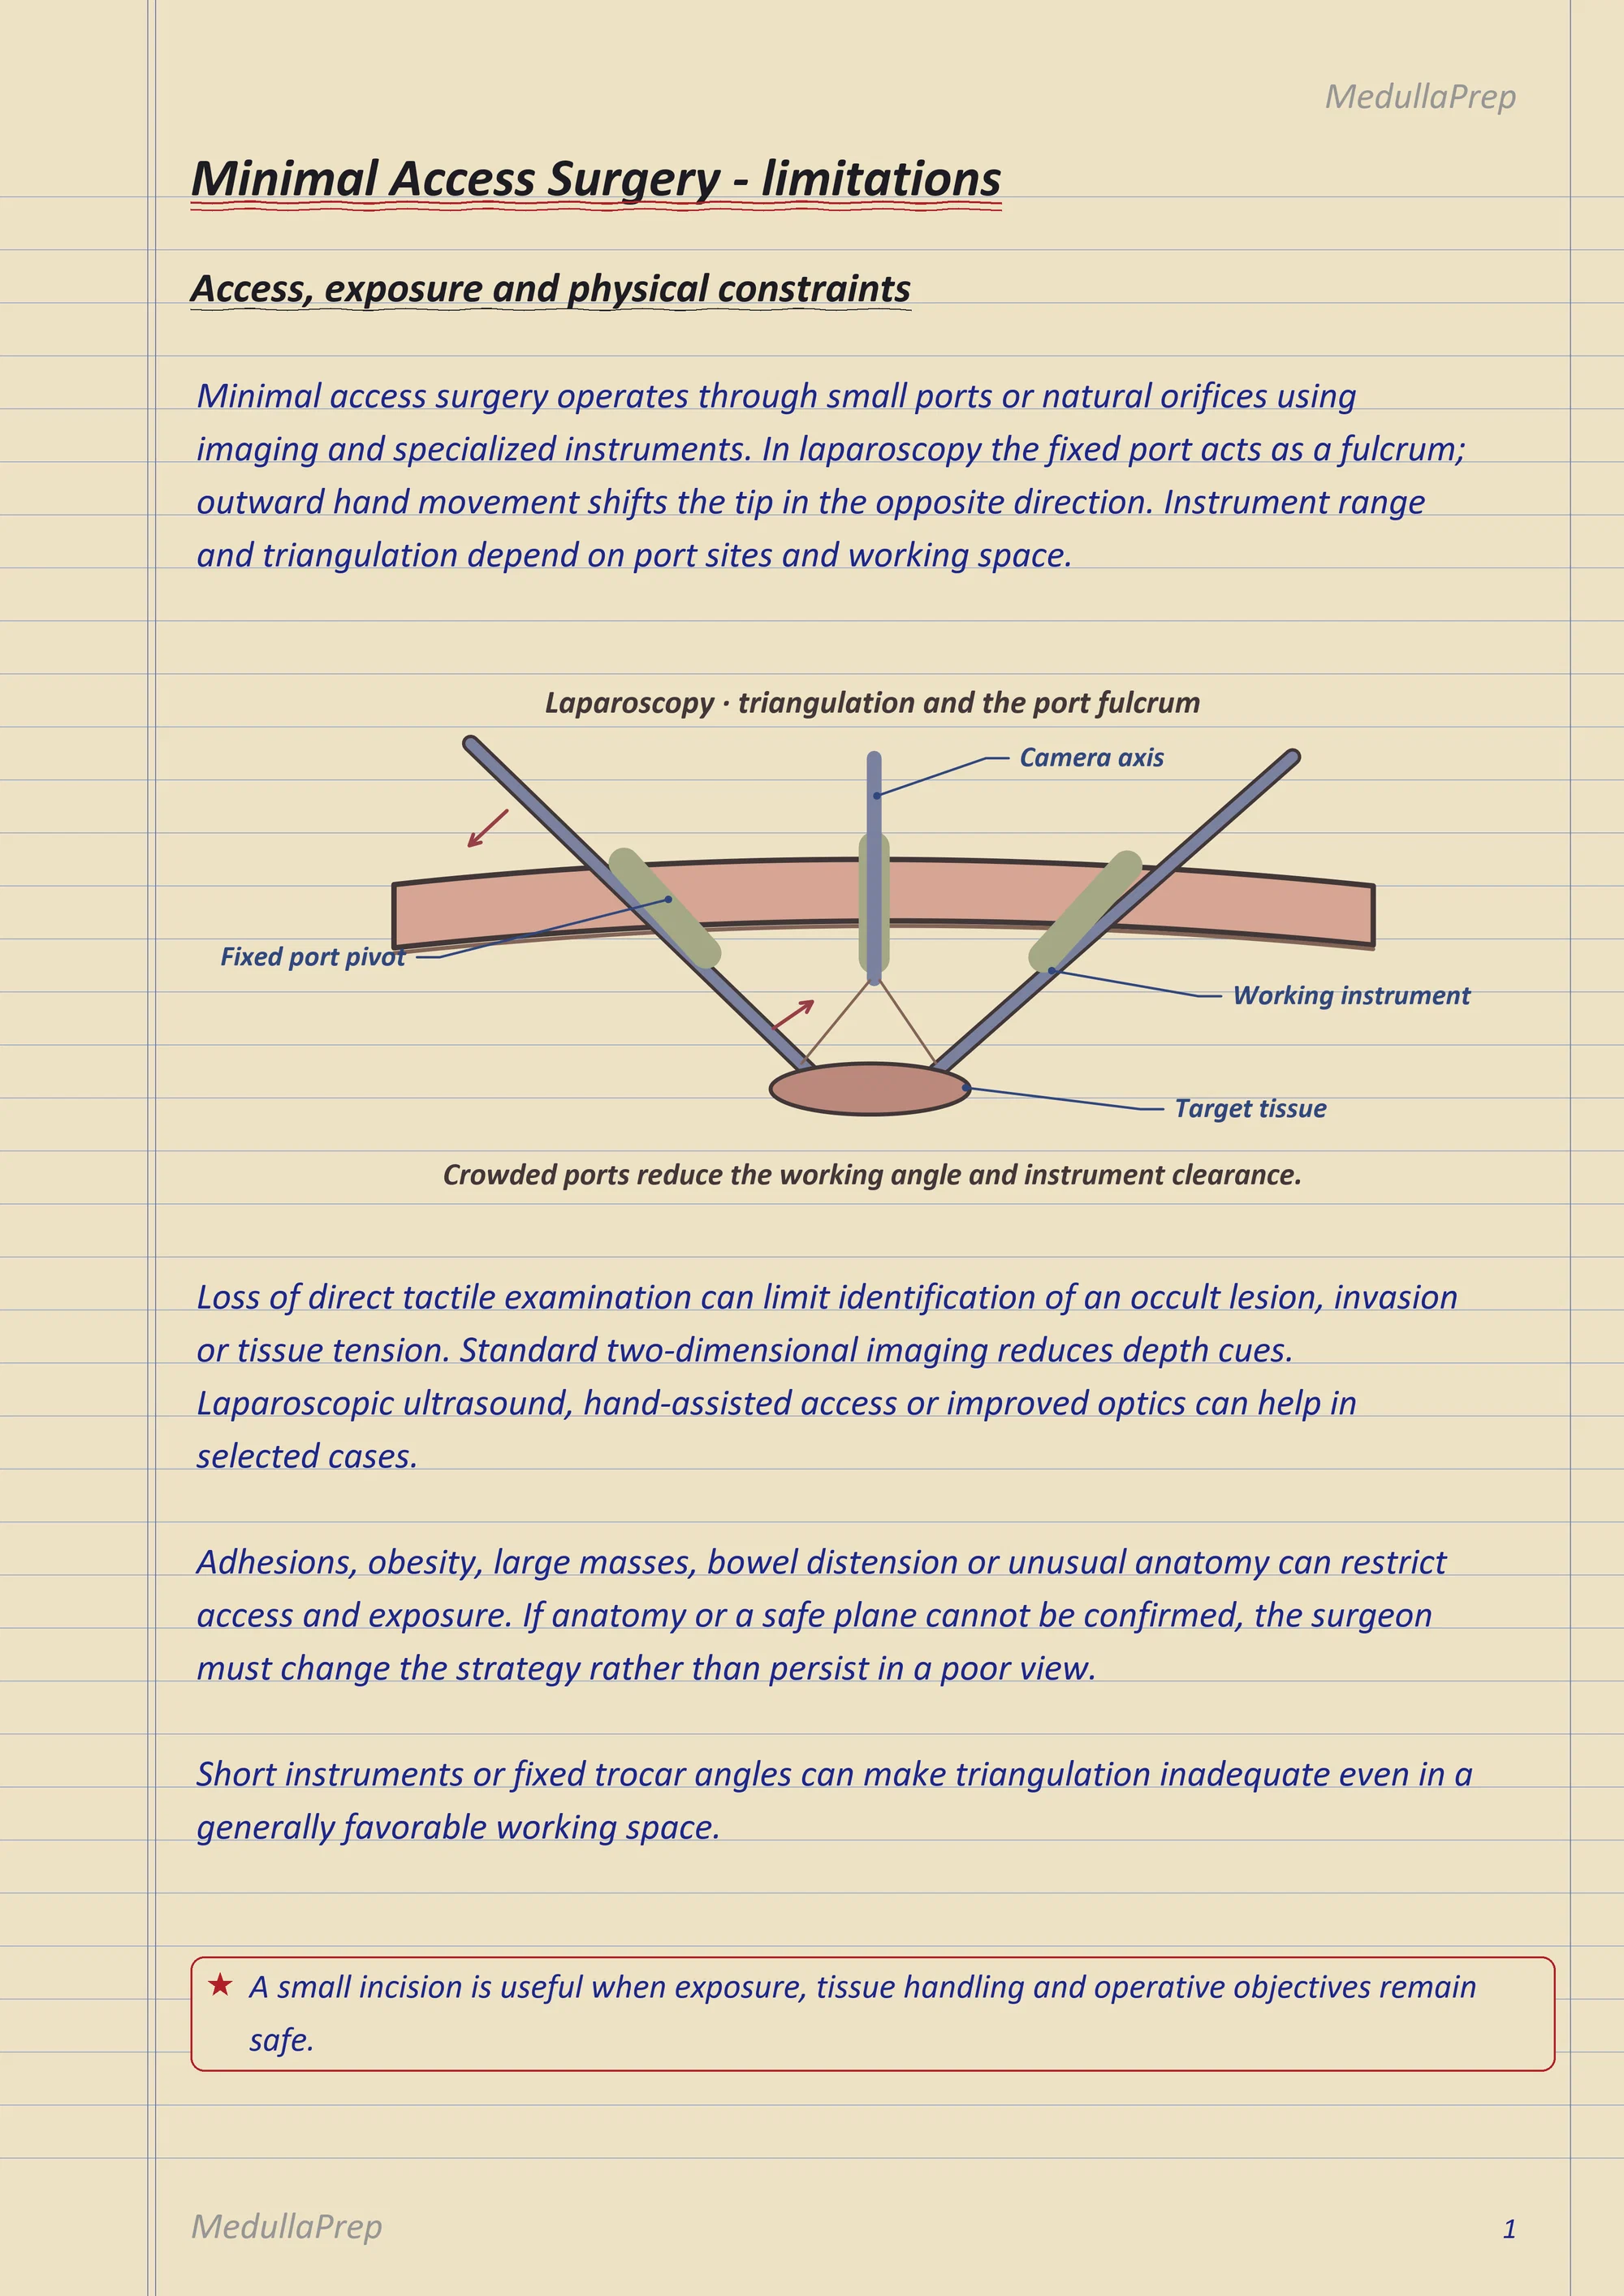 MedullaPrep
Minimal Access Surgery - limitations
Access, exposure and physical constraints
Minimal access surgery operates through small ports or natural orifices using
imaging and specialized instruments. In laparoscopy the fixed port acts as a fulcrum;
outward hand movement shifts the tip in the opposite direction. Instrument range
and triangulation depend on port sites and working space.
Laparoscopy · triangulation and the port fulcrum
Camera axis
Fixed port pivot
Working instrument
Target tissue
Crowded ports reduce the working angle and instrument clearance.
Loss of direct tactile examination can limit identification of an occult lesion, invasion
or tissue tension. Standard two-dimensional imaging reduces depth cues.
Laparoscopic ultrasound, hand-assisted access or improved optics can help in
selected cases.
Adhesions, obesity, large masses, bowel distension or unusual anatomy can restrict
access and exposure. If anatomy or a safe plane cannot be confirmed, the surgeon
must change the strategy rather than persist in a poor view.
Short instruments or fixed trocar angles can make triangulation inadequate even in a
generally favorable working space.
★ A small incision is useful when exposure, tissue handling and operative objectives remain
safe.
MedullaPrep
1